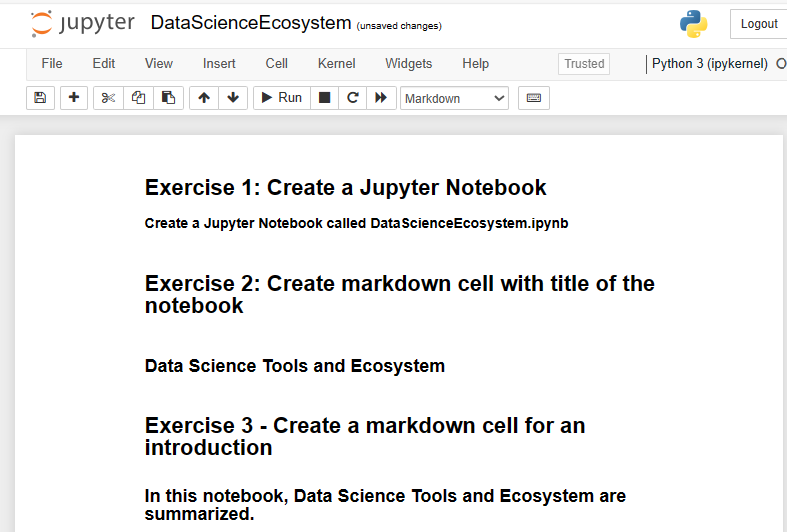 jupyter DataScienceEcosystem (unsaved changes) Logout
File Edit View Insert Cell Kernel Widgets Help Trusted Python 3 (ipykernel)
Run Markdown
Exercise 1: Create a Jupyter Notebook
Create a Jupyter Notebook called DataScienceEcosystem.ipynb
Exercise 2: Create markdown cell with title of the
notebook
Data Science Tools and Ecosystem
Exercise 3 - Create a markdown cell for an
introduction
In this notebook, Data Science Tools and Ecosystem are
summarized.